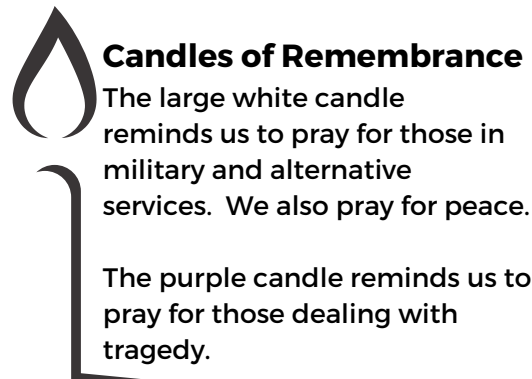 Candles of Remembrance
The large white candle
reminds us to pray for those in
military and alternative
services.  We also pray for peace.
The purple candle reminds us to
pray for those dealing with
tragedy.